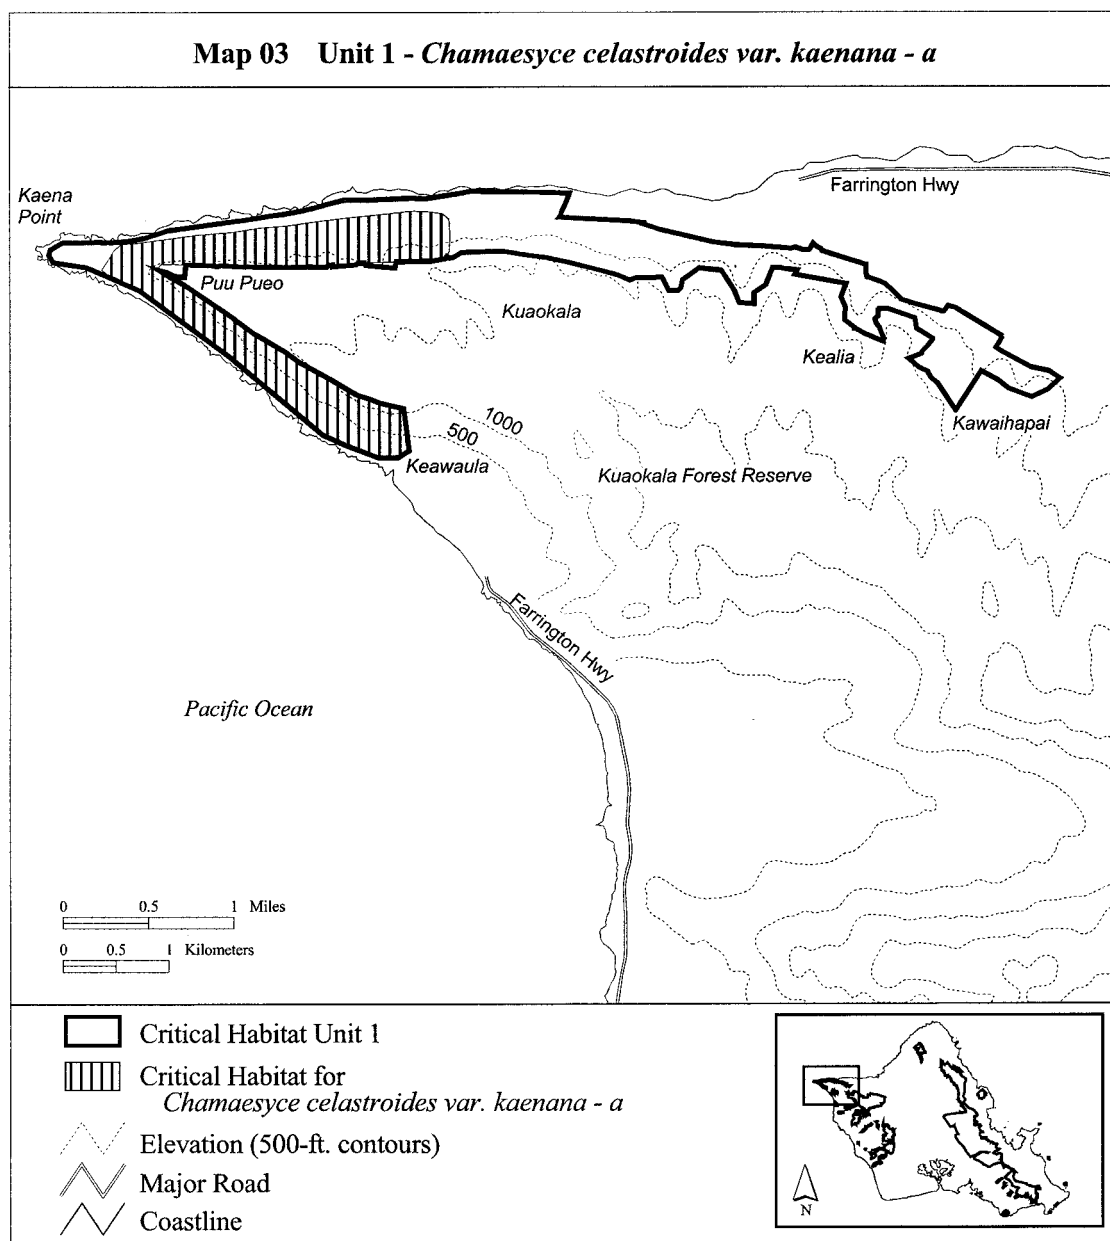 Map 03 Unit 1 - Chamaesyce celastroides var. kaenana - a
Kaena
Point
Farrington Hwy
Puu Pueo
Kuaokala
Kealia
Kawaihapai
1000
500
Keawaula
Kuaokala Forest Reserve
Farrington Hwy
Pacific Ocean
0 0.5 1 Miles
0 0.5 1 Kilometers
Critical Habitat Unit 1
Critical Habitat for
Chamaesyce celastroides var. kaenana - a
Elevation (500-ft. contours)
Major Road
Coastline
N